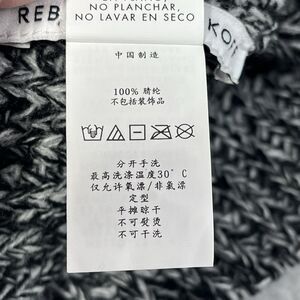 REB
KOF
NO PLANCHAR,
NO LAVAR EN SECO
中国制造
100% 腈纶
不包括装饰品
分开手洗
最高洗涤温度30°C
仅允许氧漂/非氯漂
定型
平摊晾干
不可熨烫
不可干洗